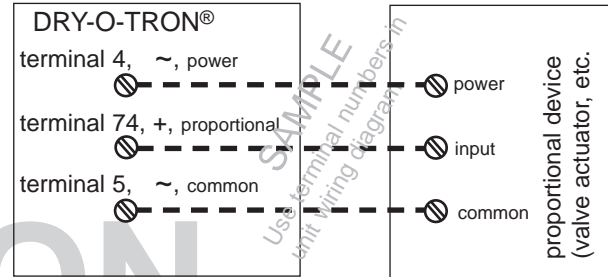 DRY-O-TRON®
terminal 4, ~, power
power
terminal 74, +, proportional
input
terminal 5, ~, common
common
proportional device
(valve actuator, etc.
SAMPLE
Use terminal numbers in
unit wiring diagram
ON